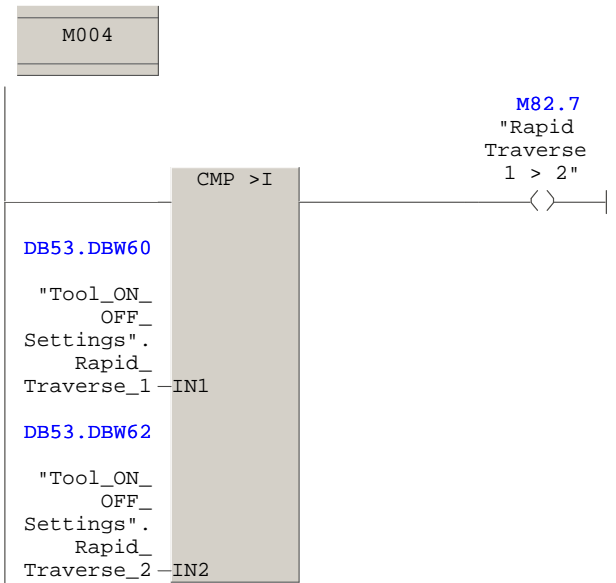 M004
M82.7
"Rapid
Traverse
1 > 2"
CMP >I
DB53.DBW60
"Tool_ON_
OFF_
Settings".
Rapid_
Traverse_1
IN1
DB53.DBW62
"Tool_ON_
OFF_
Settings".
Rapid_
Traverse_2
IN2